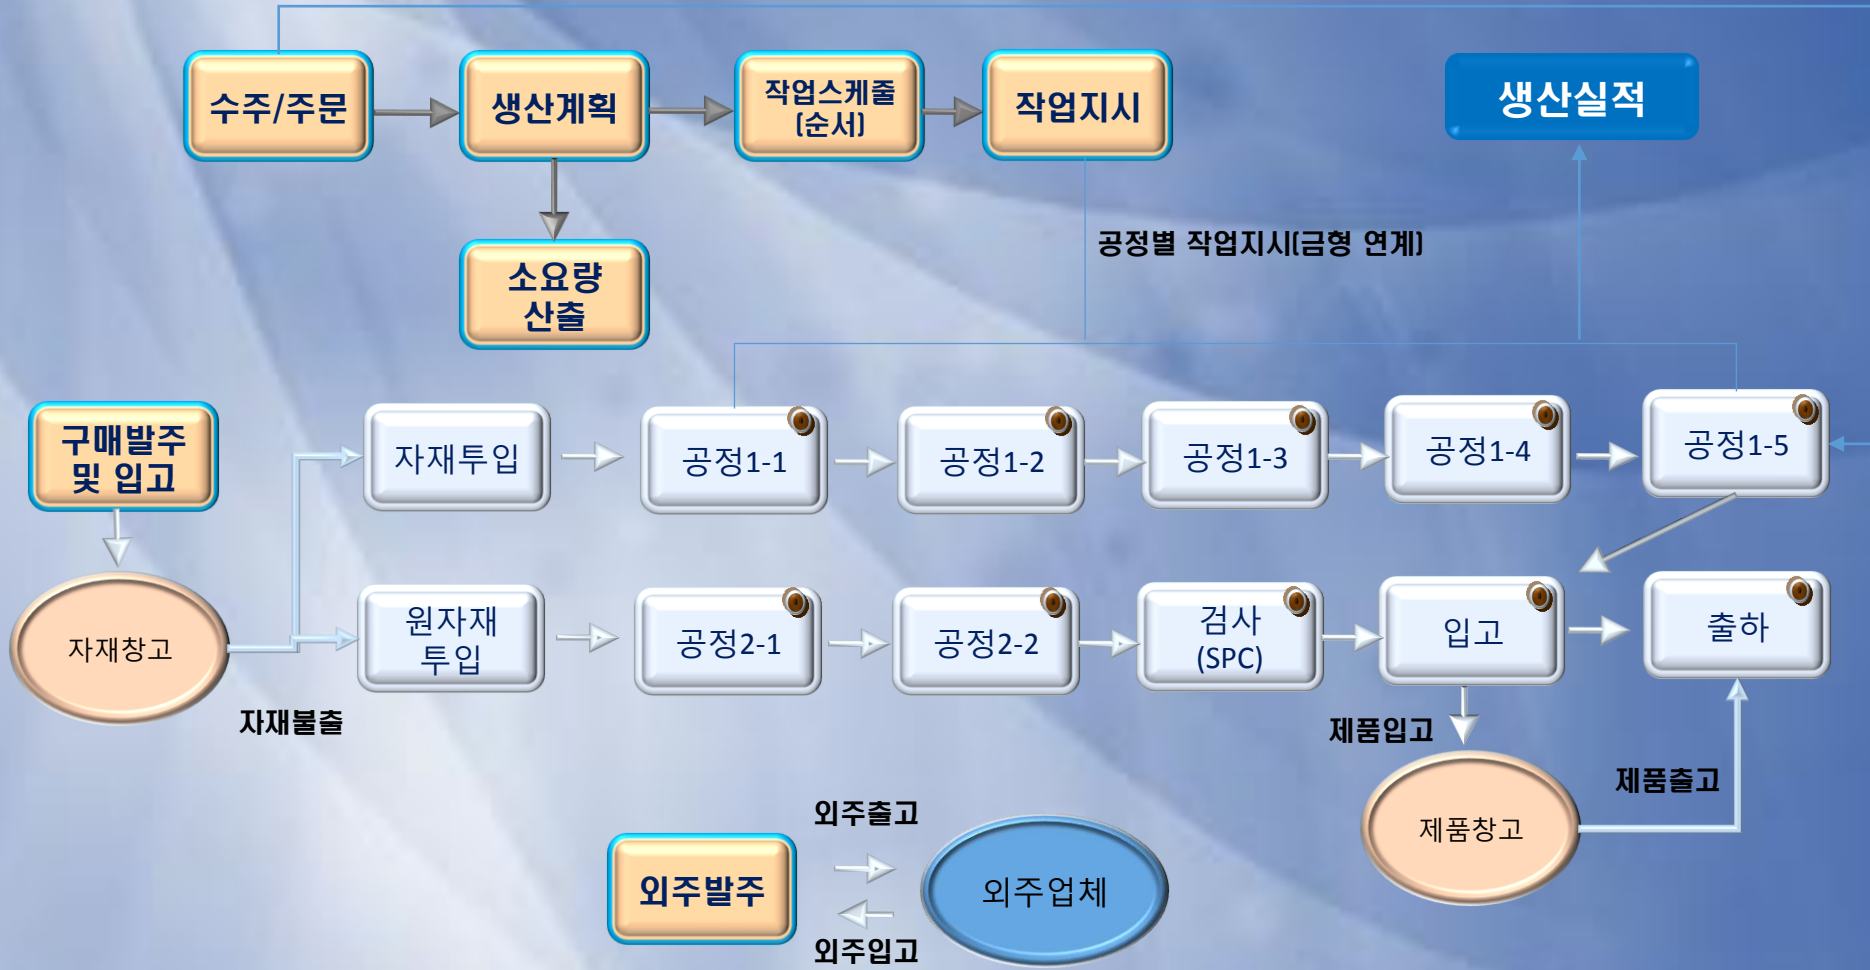 수주/주문
생산계획
작업스케줄
(순서)
작업지시
생산실적
공정별 작업지시(금형 연계)
소요량
산출
구매발주
및 입고
자재투입
공정1-1
공정1-2
공정1-3
공정1-4
공정1-5
자재창고
원자재
투입
공정2-1
공정2-2
검사
(SPC)
입고
출하
자재불출
제품입고
제품출고
제품창고
외주출고
외주발주
외주업체
외주입고